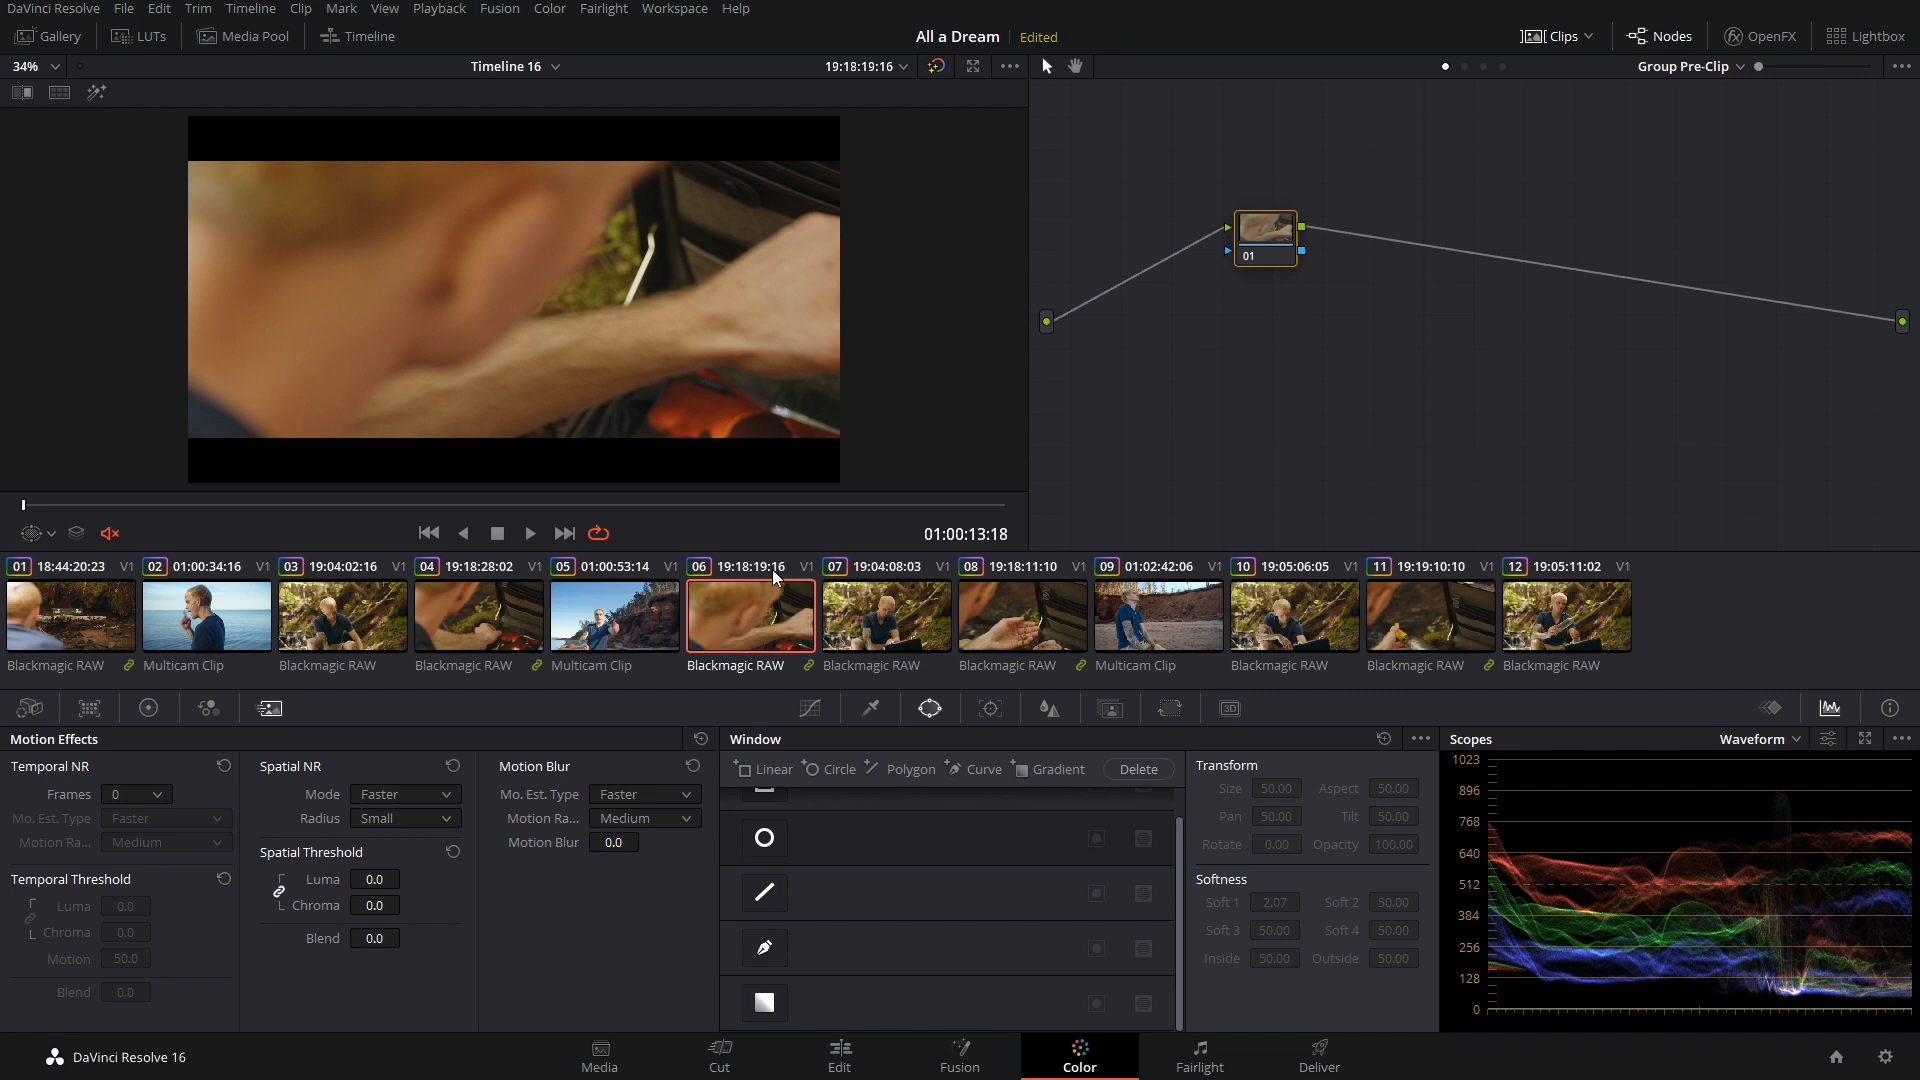 DaVinci Resolve File Edit Trim Timeline Clip Mark View Playback Fusion Color Fairlight Workspace Help
Gallery LUTs Media Pool Timeline All a Dream Edited Clips Nodes OpenFX Lightbox
34% Timeline 16 19:18:19:16 Group Pre-Clip
01
01:00:13:18
01 18:44:20:23 V1 02 01:00:34:16 V1 03 19:04:02:16 V1 04 19:18:28:02 V1 05 01:00:53:14 V1 06 19:18:19:16 V1 07 19:04:08:03 V1 08 19:18:11:10 V1 09 01:02:42:06 V1 10 19:05:06:05 V1 11 19:19:10:10 V1 12 19:05:11:02 V1
Blackmagic RAW Multicam Clip Blackmagic RAW Blackmagic RAW Multicam Clip Blackmagic RAW Blackmagic RAW Blackmagic RAW Multicam Clip Blackmagic RAW Blackmagic RAW Blackmagic RAW
3D
Motion Effects
Temporal NR
Frames 0
Mo. Est. Type Faster
Motion Ra... Medium
Temporal Threshold
Luma 0.0
Chroma 0.0
Motion 50.0
Blend 0.0
Spatial NR
Mode Faster
Radius Small
Spatial Threshold
Luma 0.0
Chroma 0.0
Blend 0.0
Motion Blur
Mo. Est. Type Faster
Motion Ra... Medium
Motion Blur 0.0
Window
Linear Circle Polygon Curve Gradient Delete
Transform
Size 50.00 Aspect 50.00
Pan 50.00 Tilt 50.00
Rotate 0.00 Opacity 100.00
Softness
Soft 1 2.07 Soft 2 50.00
Soft 3 50.00 Soft 4 50.00
Inside 50.00 Outside 50.00
Scopes Waveform
1023
896
768
640
512
384
256
128
0
DaVinci Resolve 16 Media Cut Edit Fusion Color Fairlight Deliver